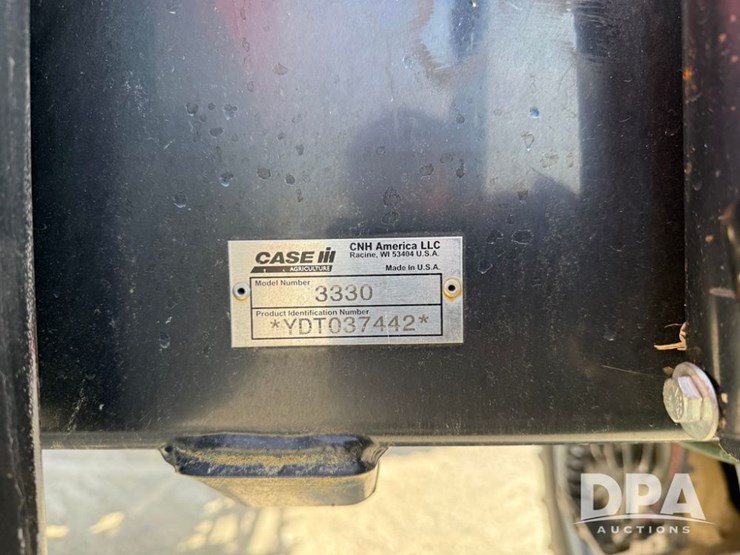 CASE IH
AGRICULTURE
CNH America LLC
Racine, WI 53404 U.S.A.
Made in U.S.A.
Model Number
3330
Product Identification Number
*YDT037442*
DPA
AUCTIONS